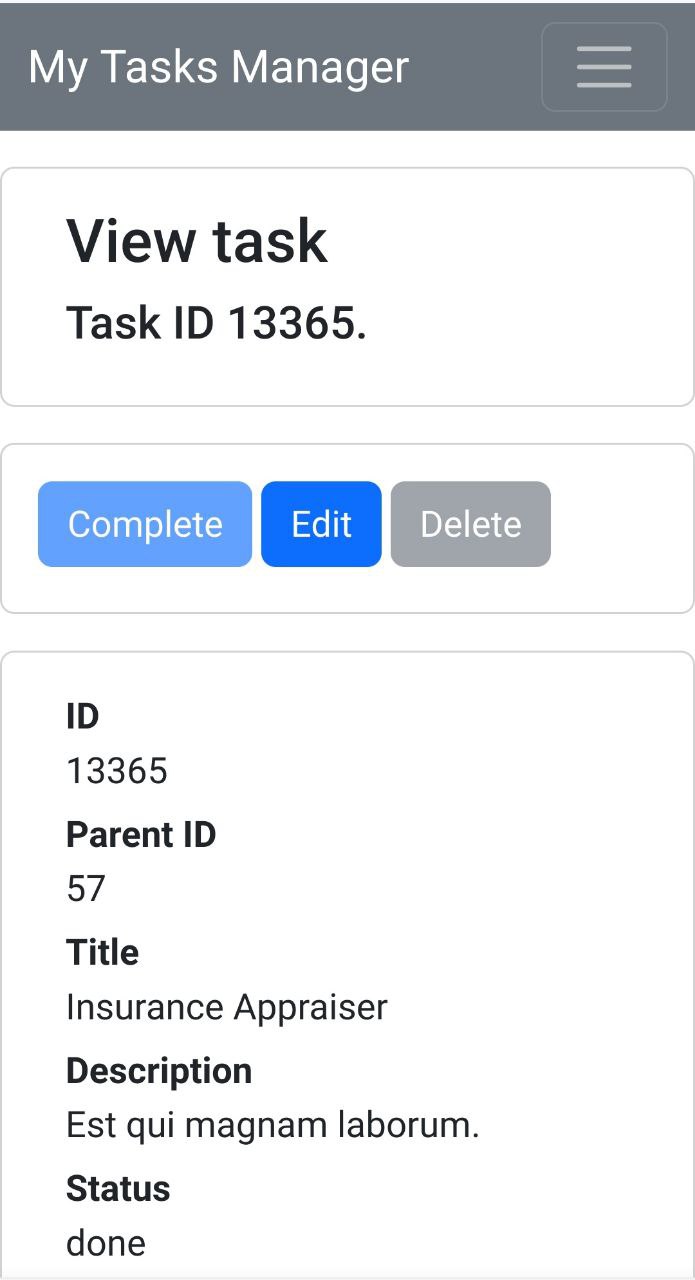 My Tasks Manager
View task
Task ID 13365.
Complete Edit Delete
ID
13365
Parent ID
57
Title
Insurance Appraiser
Description
Est qui magnam laborum.
Status
done